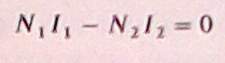 N₁I₁ − N₂I₂ = 0